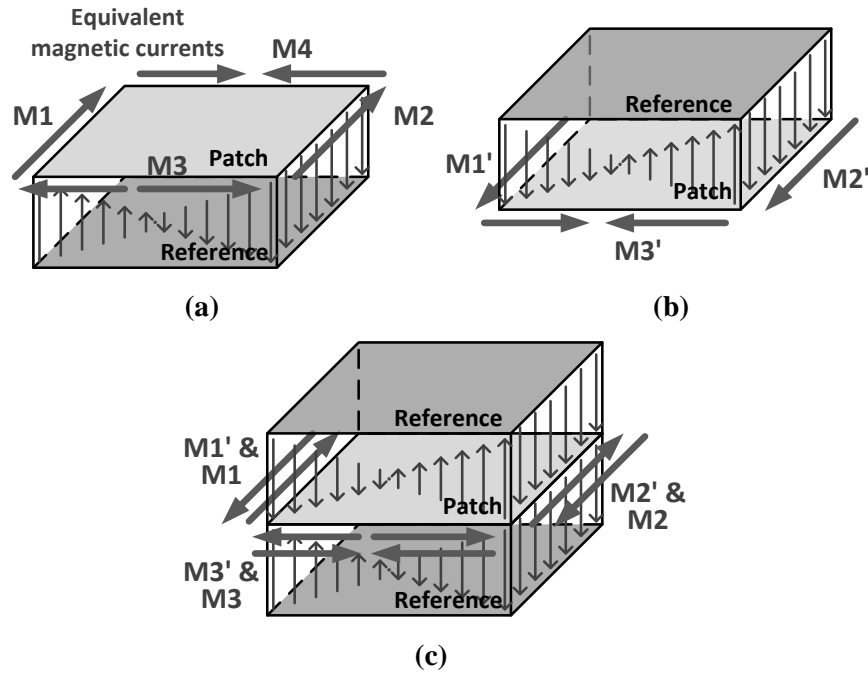 Equivalent
magnetic currents
M4
M1
M2
M3
Patch
Reference
(a)
Reference
M1'
Patch
M2'
M3'
(b)
Reference
M1' &
M1
Patch
M2' &
M2
M3' &
M3
Reference
(c)